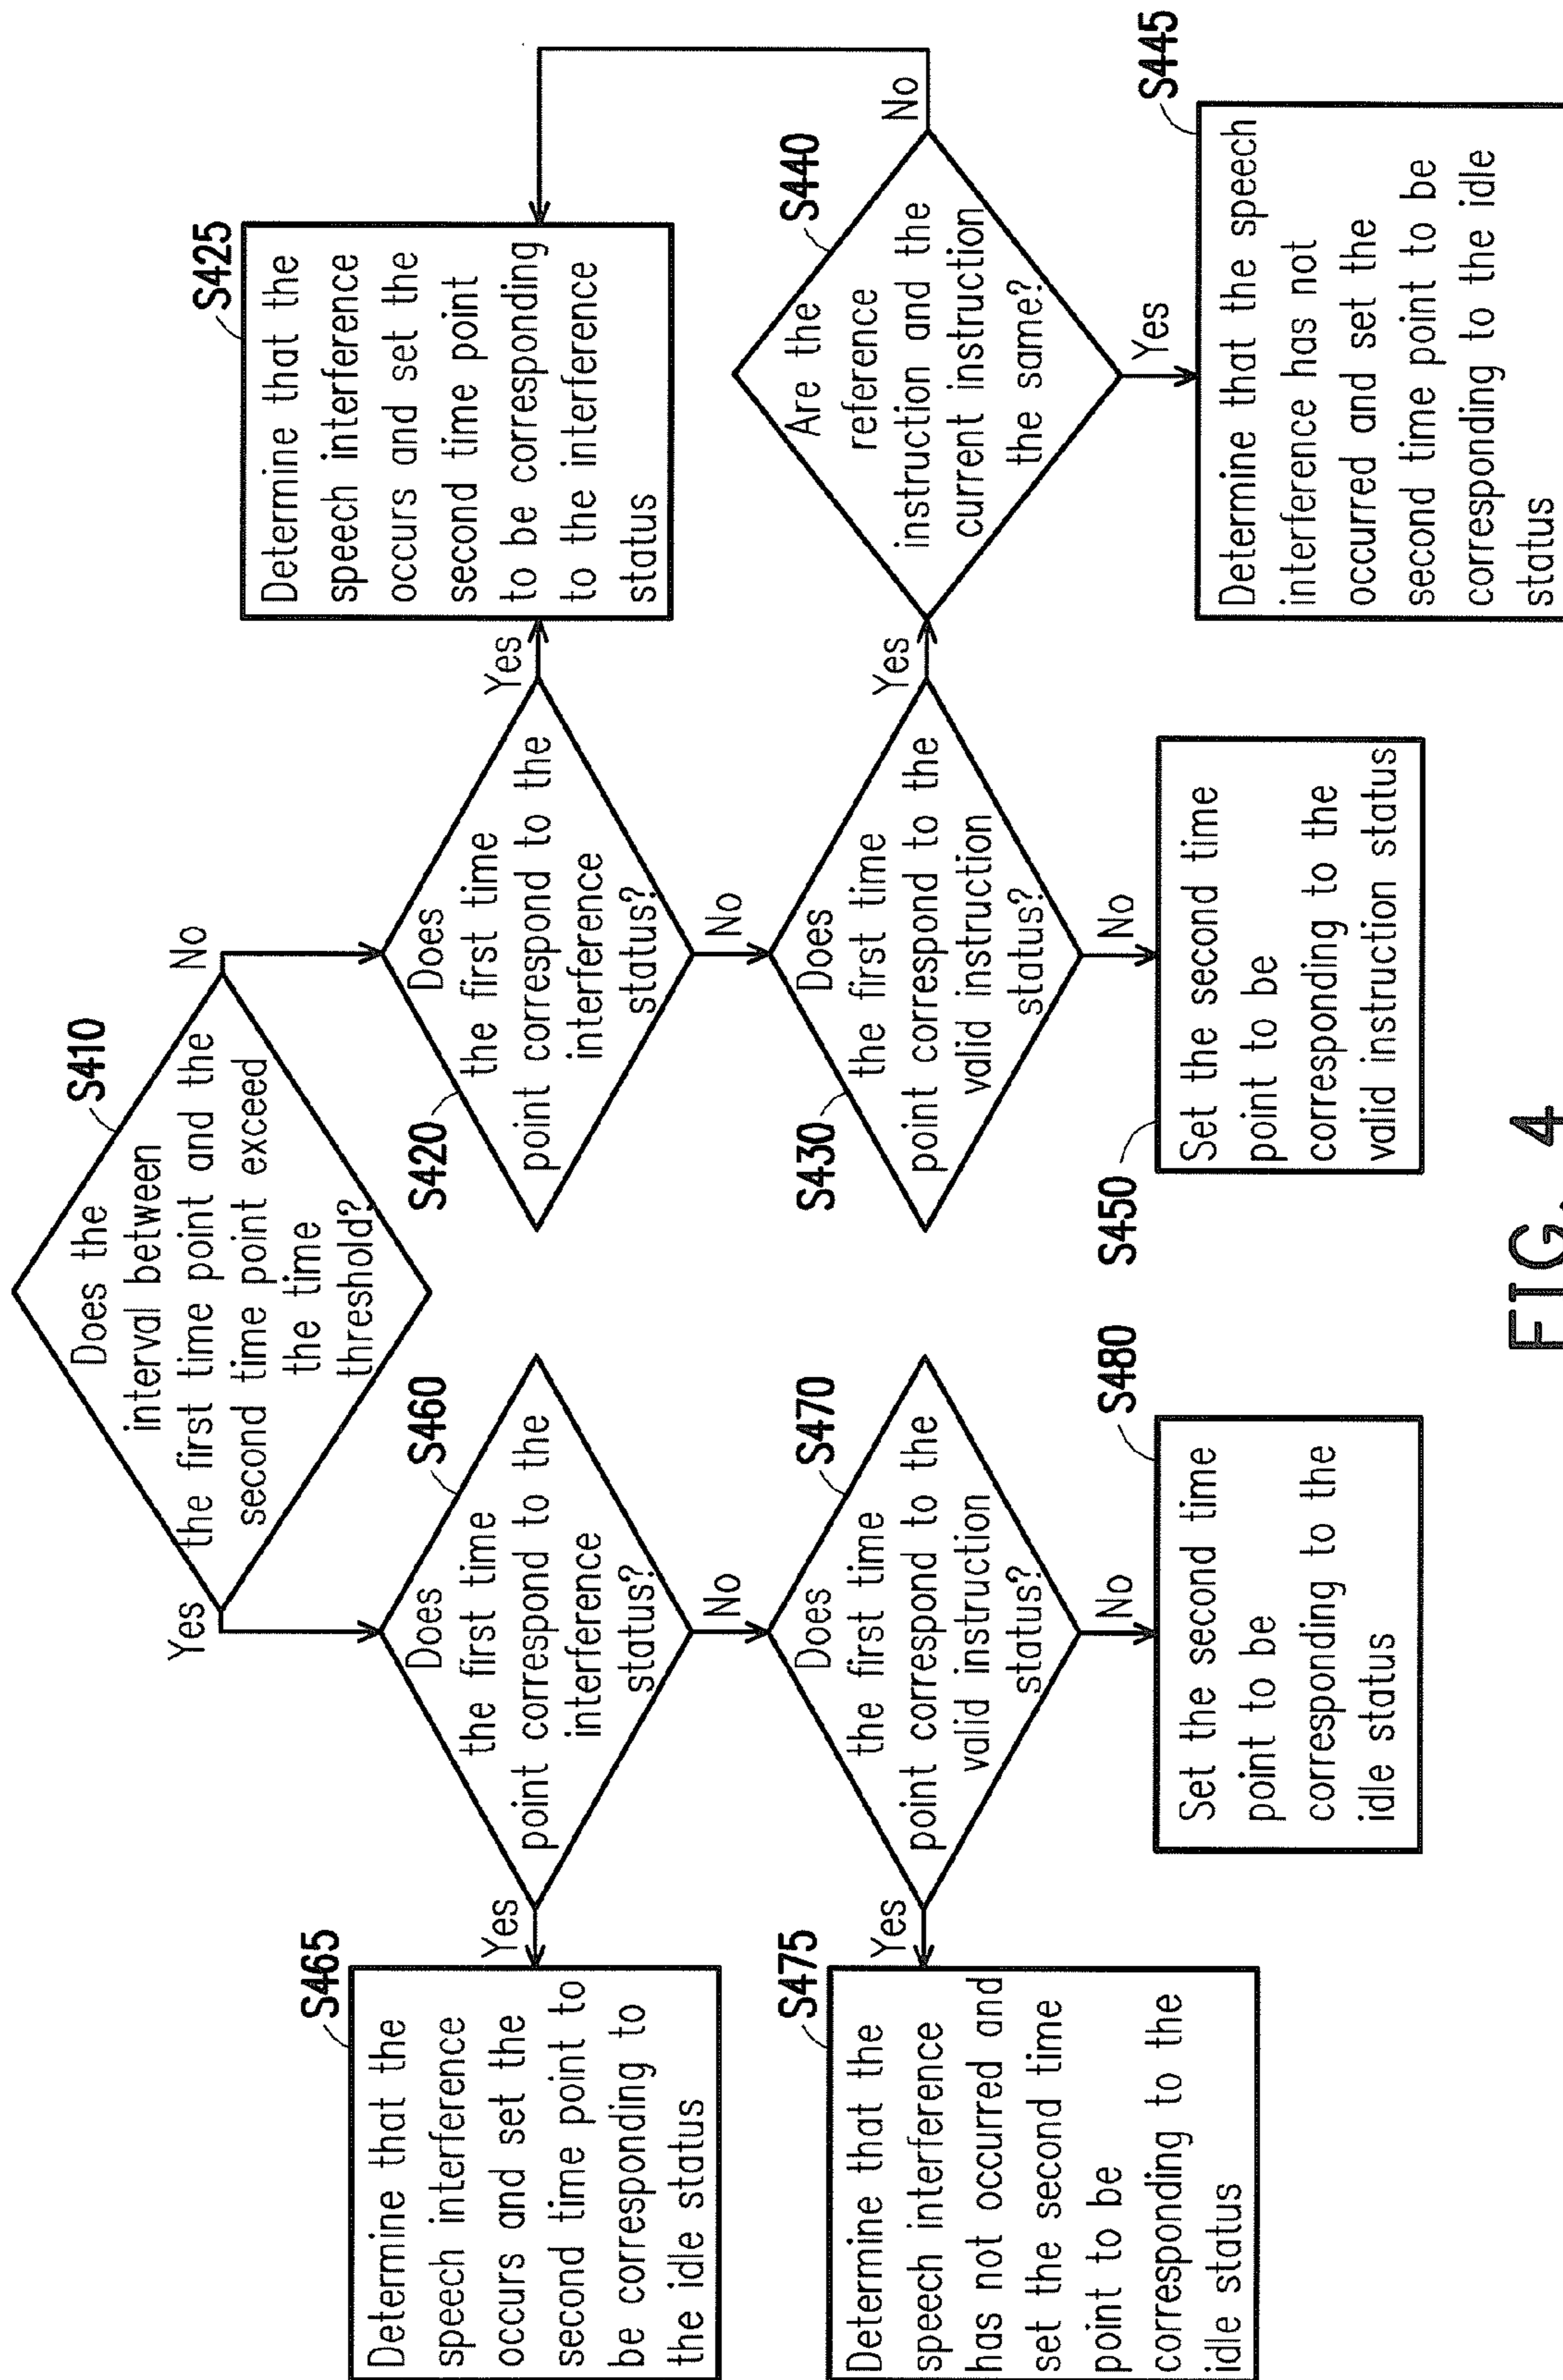 S410
Does the
interval between
the first time point and the
second time point exceed
the time
threshold?
Yes
No
S460
Does
the first time
point correspond to the
interference
status?
Yes
No
S465
Determine that the
speech interference
occurs and set the
second time point to
be corresponding to
the idle status
S470
Does
the first time
point correspond to the
valid instruction
status?
Yes
No
S475
Determine that the
speech interference
has not occurred and
set the second time
point to be
corresponding to the
idle status
S480
Set the second time
point to be
corresponding to the
idle status
S420
Does
the first time
point correspond to the
interference
status?
Yes
No
S425
Determine that the
speech interference
occurs and set the
second time point
to be corresponding
to the interference
status
S430
Does
the first time
point correspond to the
valid instruction
status?
Yes
No
S440
Are the
reference
instruction and the
current instruction
the same?
No
Yes
S445
Determine that the speech
interference has not
occurred and set the
second time point to be
corresponding to the idle
status
S450
Set the second time
point to be
corresponding to the
valid instruction status
FIG. 4